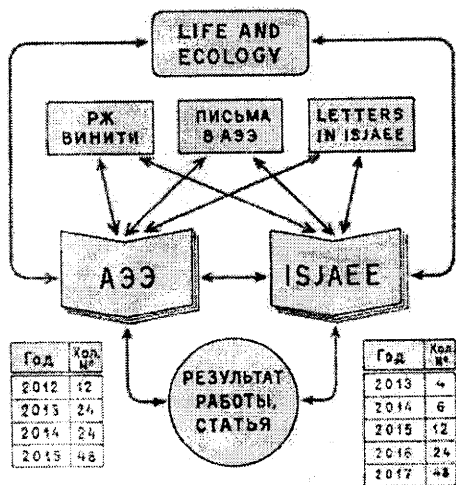 LIFE AND
ECOLOGY
РЖ
ВИНИТИ
ПИСЬМА
В АЭЭ
LETTERS
IN ISJAEE
АЭЭ
ISJAEE
РЕЗУЛЬТАТ
РАБОТЫ,
СТАТЬЯ
Год Кол. №
2012 12
2013 24
2014 24
2015 48
Год Кол. №
2013 4
2014 6
2015 12
2016 24
2017 48